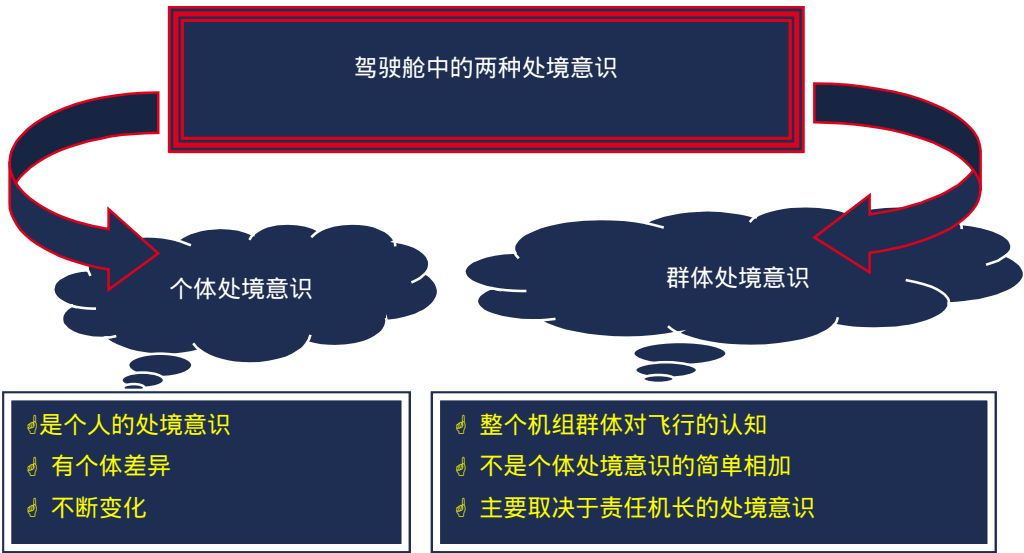 驾驶舱中的两种处境意识
个体处境意识
群体处境意识
☝是个人的处境意识
☝ 有个体差异
☝ 不断变化
☝ 整个机组群体对飞行的认知
☝ 不是个体处境意识的简单相加
☝ 主要取决于责任机长的处境意识